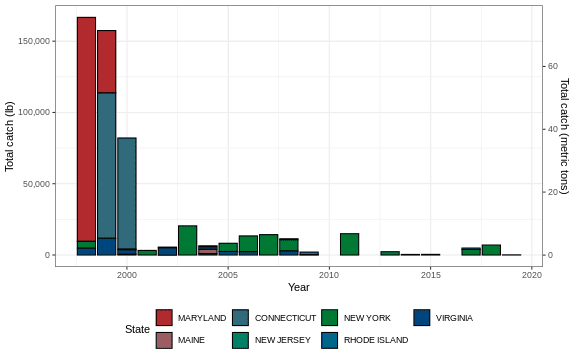 150,000
100,000
50,000
0
60
40
20
0
Total catch (lb)
Total catch (metric tons)
2000
2005
2010
2015
2020
Year
State
MARYLAND
CONNECTICUT
NEW YORK
VIRGINIA
MAINE
NEW JERSEY
RHODE ISLAND